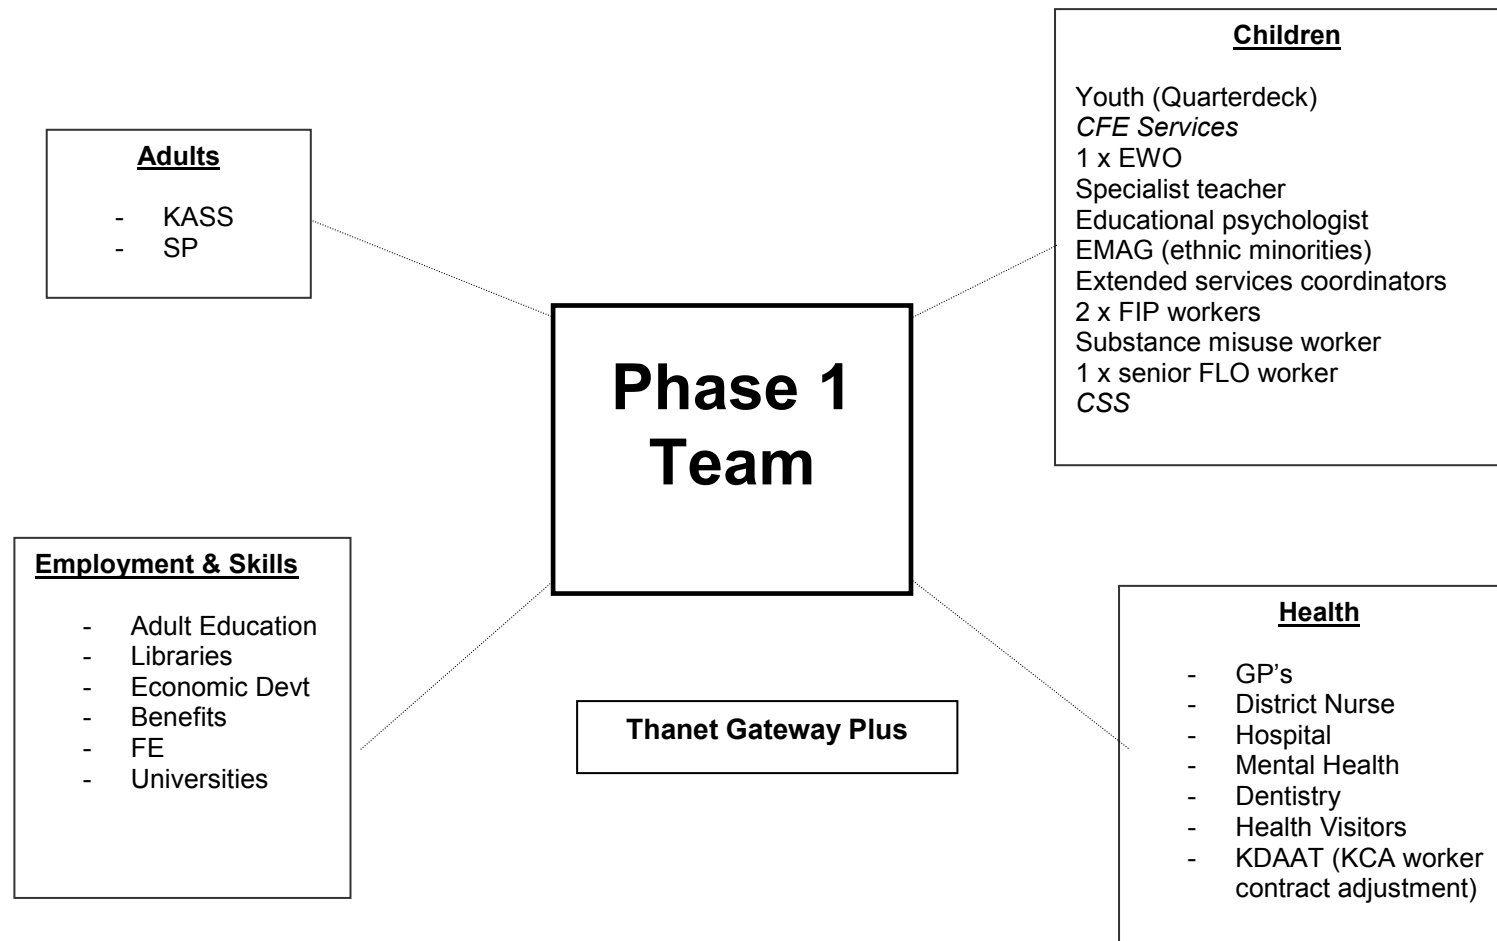 Children
Youth (Quarterdeck)
CFE Services
1 x EWO
Specialist teacher
Educational psychologist
EMAG (ethnic minorities)
Extended services coordinators
2 x FIP workers
Substance misuse worker
1 x senior FLO worker
CSS
Adults
- KASS
- SP
Phase 1
Team
Employment & Skills
- Adult Education
- Libraries
- Economic Devt
- Benefits
- FE
- Universities
Thanet Gateway Plus
Health
- GP's
- District Nurse
- Hospital
- Mental Health
- Dentistry
- Health Visitors
- KDAAT (KCA worker
contract adjustment)